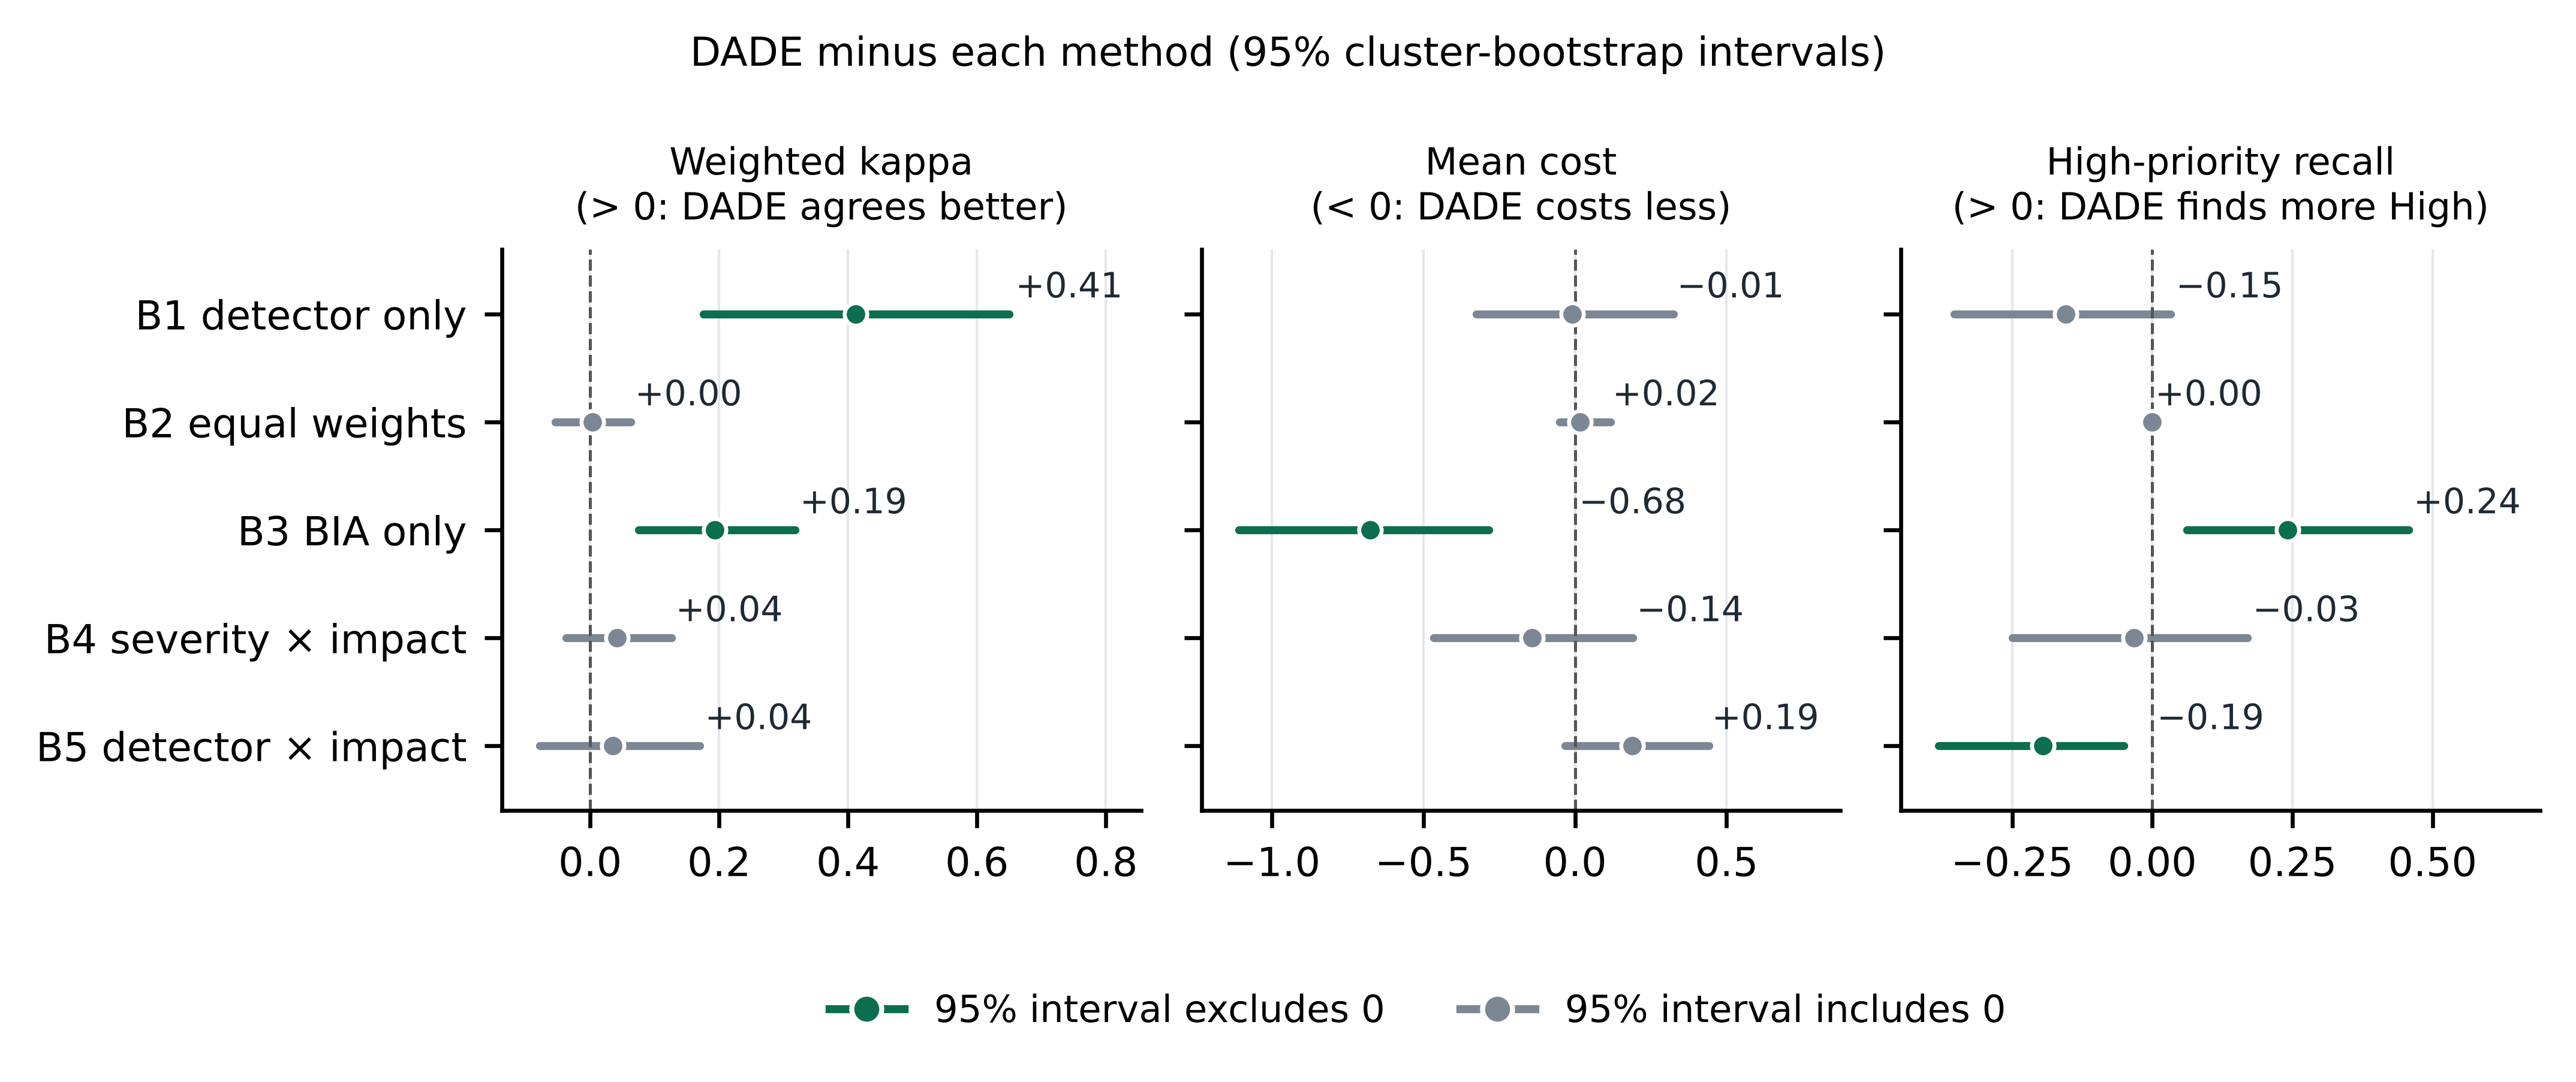 DADE minus each method (95% cluster-bootstrap intervals)
Weighted kappa
(> 0: DADE agrees better)
Mean cost
(< 0: DADE costs less)
High-priority recall
(> 0: DADE finds more High)
B1 detector only
+0.41
−0.01
−0.15
B2 equal weights
+0.00
+0.02
+0.00
B3 BIA only
+0.19
−0.68
+0.24
B4 severity × impact
+0.04
−0.14
−0.03
B5 detector × impact
+0.04
+0.19
−0.19
0.0 0.2 0.4 0.6 0.8
−1.0 −0.5 0.0 0.5
−0.25 0.00 0.25 0.50
95% interval excludes 0
95% interval includes 0